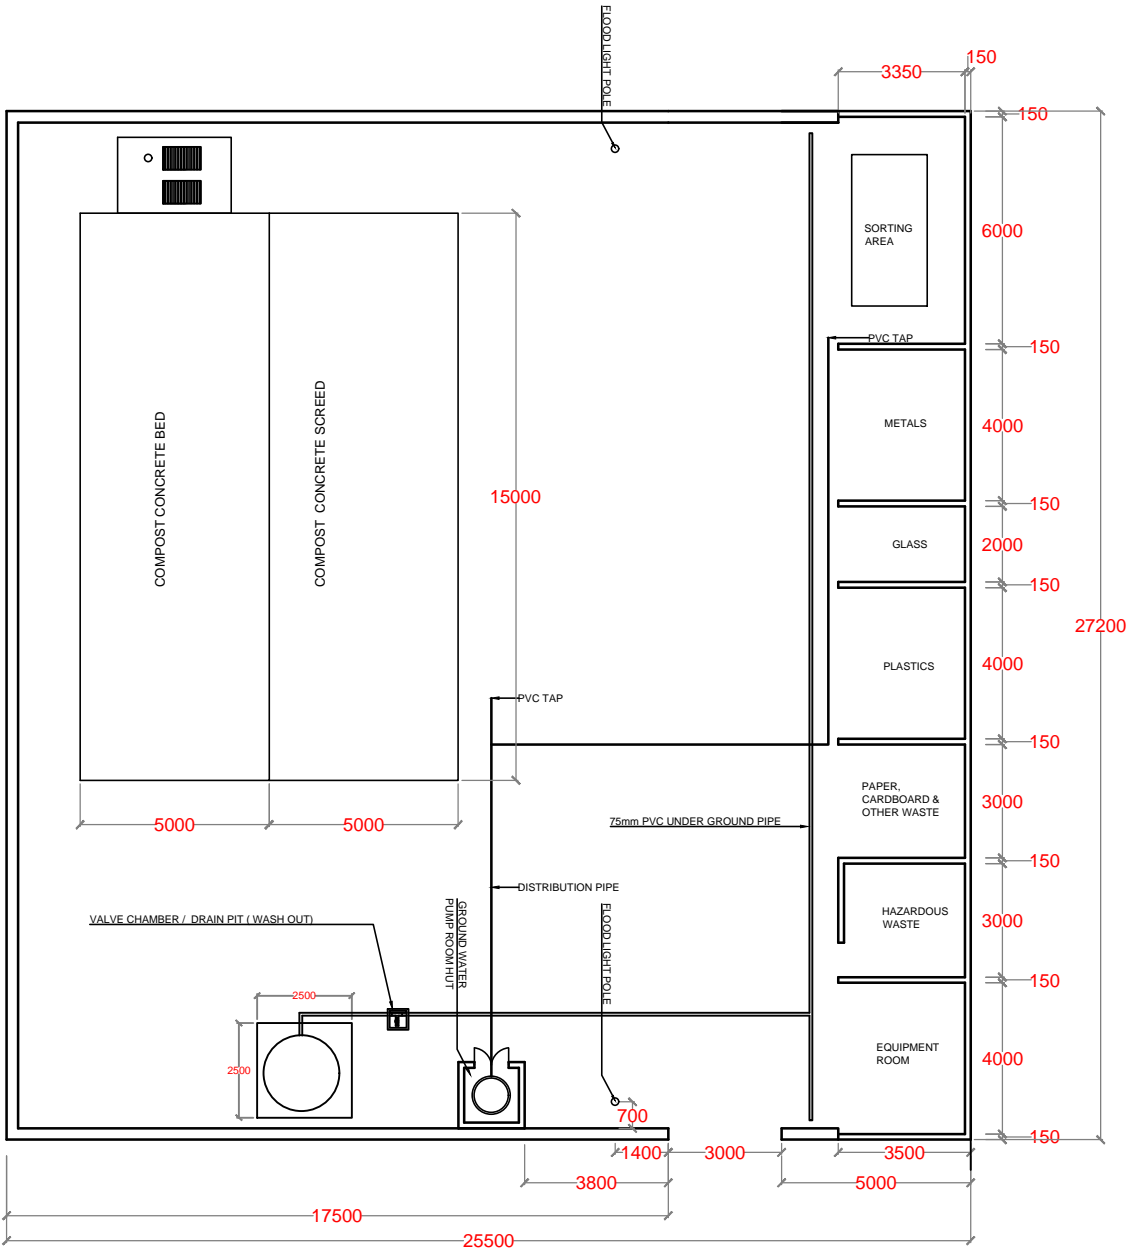 FLOOD LIGHT POLE
150
3350
150
SORTING
AREA
6000
PVC TAP
150
METALS
4000
COMPOST CONCRETE BED
COMPOST CONCRETE SCREED
15000
150
GLASS
2000
150
PLASTICS
4000
27200
PVC TAP
150
PAPER,
CARDBOARD &
OTHER WASTE
3000
5000
5000
75mm PVC UNDER GROUND PIPE
150
DISTRIBUTION PIPE
VALVE CHAMBER / DRAIN PIT ( WASH OUT)
GROUND WATER
PUMP ROOM HUT
FLOOD LIGHT POLE
HAZARDOUS
WASTE
3000
150
2500
2500
EQUIPMENT
ROOM
4000
700
150
1400
3000
3500
3800
5000
17500
25500